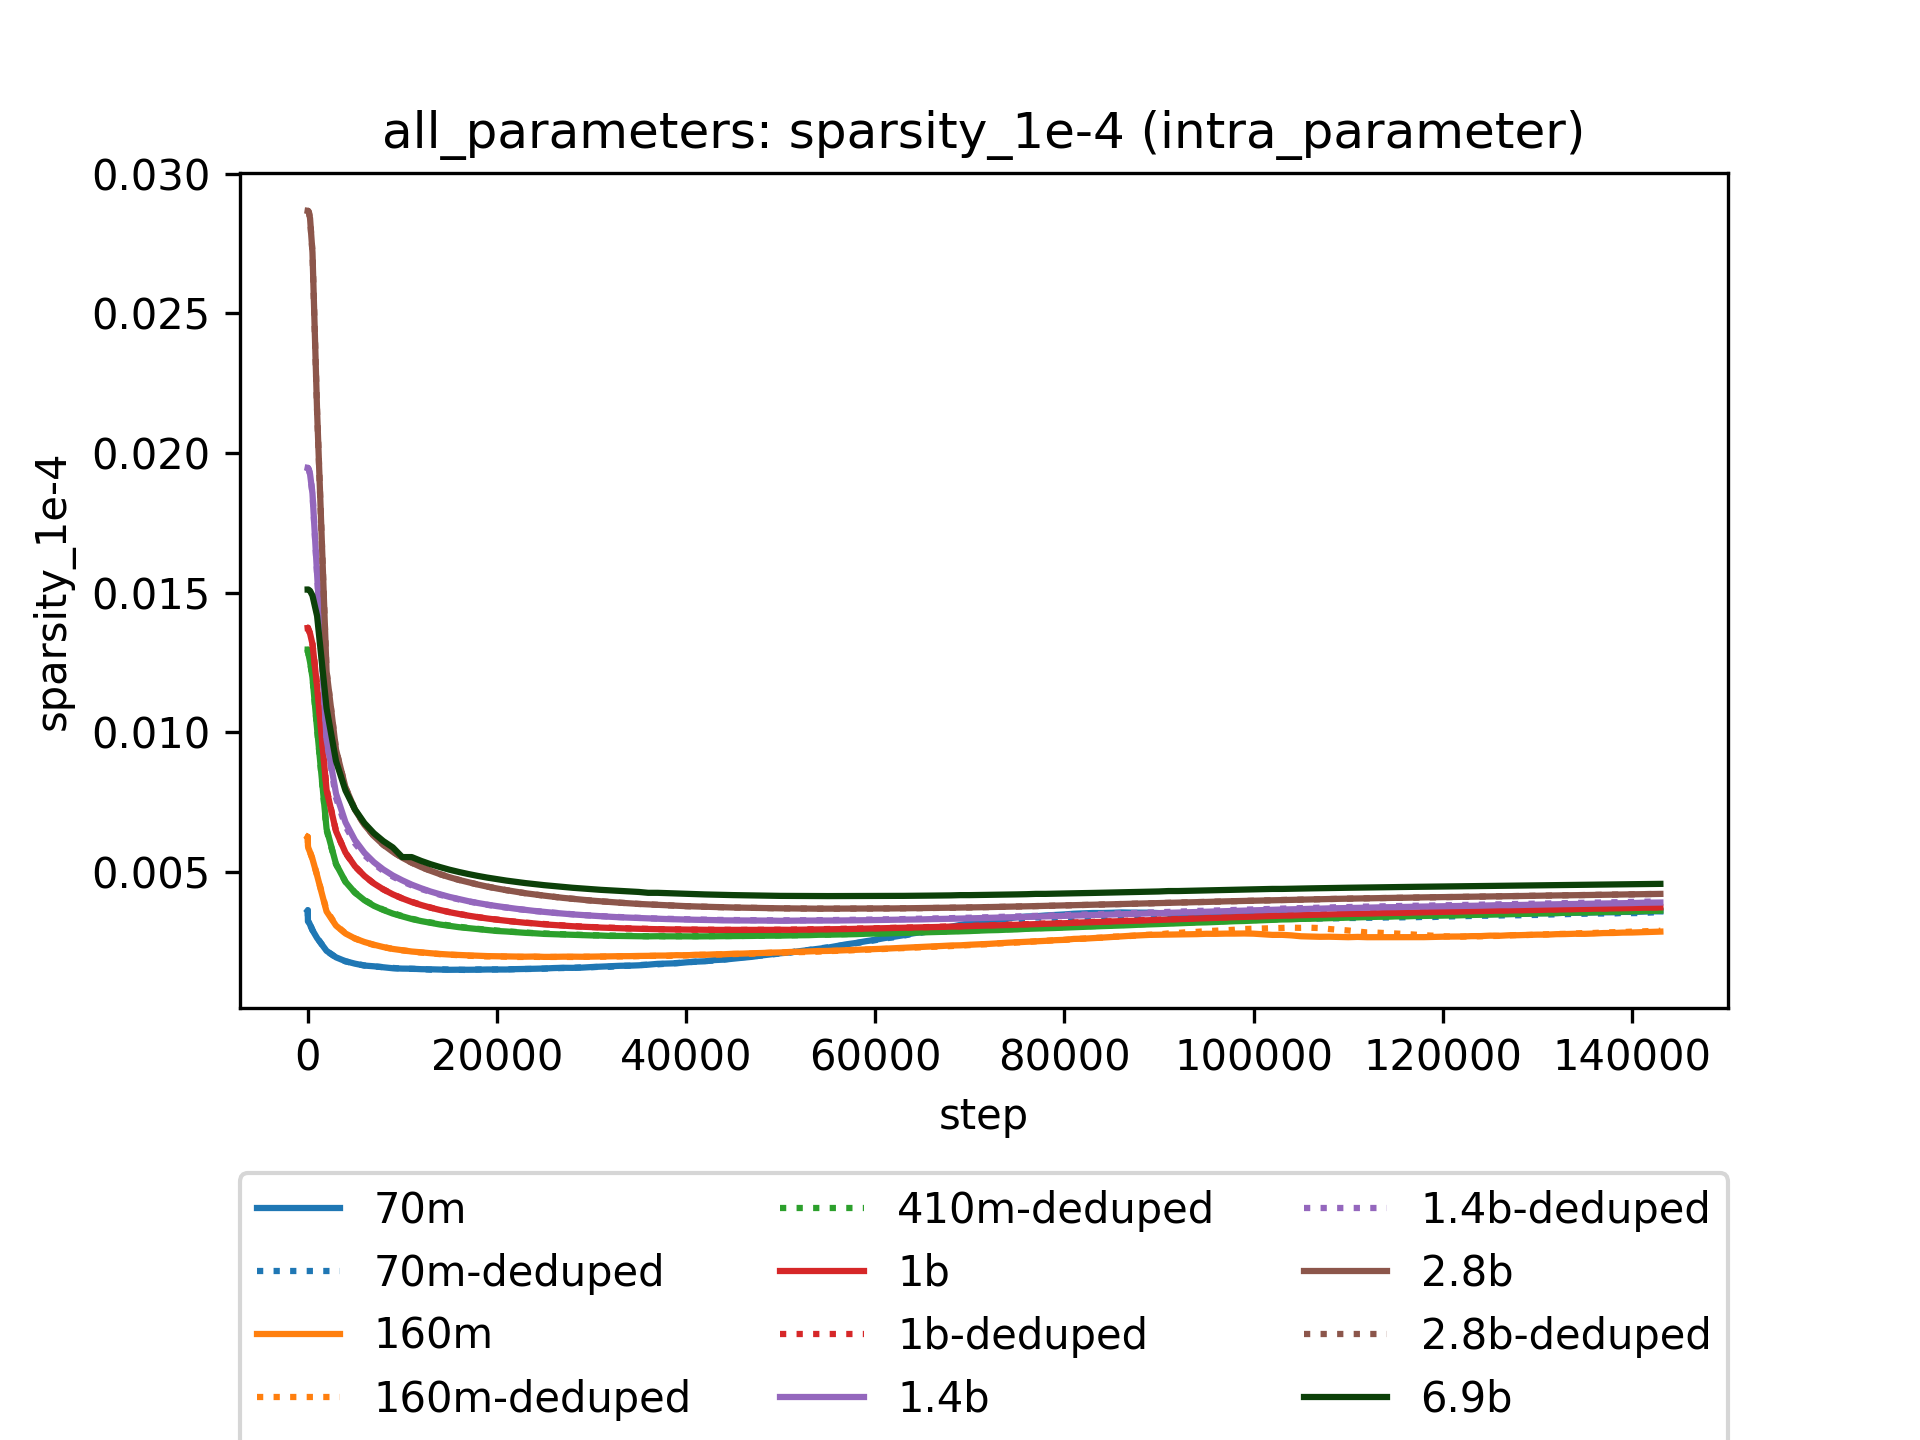 all_parameters: sparsity_1e-4 (intra_parameter)
0.030
0.025
0.020
0.015
0.010
0.005
sparsity_1e-4
0 20000 40000 60000 80000 100000 120000 140000
step
70m
70m-deduped
160m
160m-deduped
410m-deduped
1b
1b-deduped
1.4b
1.4b-deduped
2.8b
2.8b-deduped
6.9b